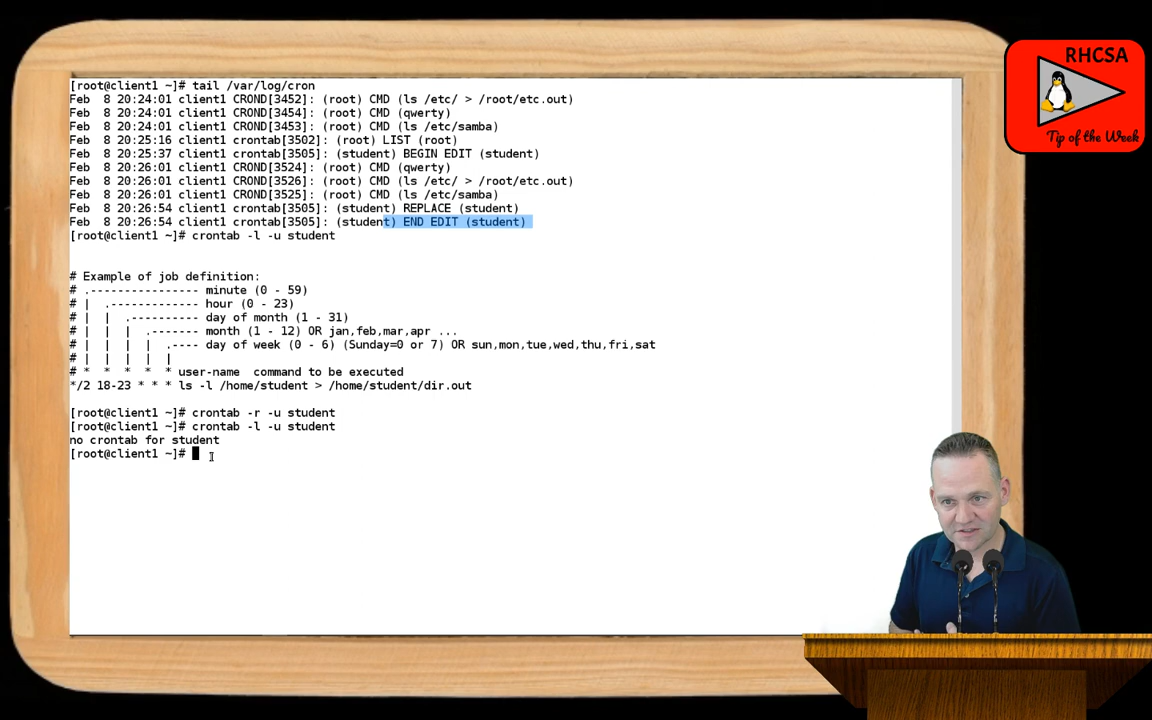 [root@client1 ~]# tail /var/log/cron
Feb  8 20:24:01 client1 CROND[3452]: (root) CMD (ls /etc/ > /root/etc.out)
Feb  8 20:24:01 client1 CROND[3454]: (root) CMD (qwerty)
Feb  8 20:24:01 client1 CROND[3453]: (root) CMD (ls /etc/samba)
Feb  8 20:25:16 client1 crontab[3502]: (root) LIST (root)
Feb  8 20:25:37 client1 crontab[3505]: (student) BEGIN EDIT (student)
Feb  8 20:26:01 client1 CROND[3524]: (root) CMD (qwerty)
Feb  8 20:26:01 client1 CROND[3526]: (root) CMD (ls /etc/ > /root/etc.out)
Feb  8 20:26:01 client1 CROND[3525]: (root) CMD (ls /etc/samba)
Feb  8 20:26:54 client1 crontab[3505]: (student) REPLACE (student)
Feb  8 20:26:54 client1 crontab[3505]: (student) END EDIT (student)
[root@client1 ~]# crontab -l -u student
# Example of job definition:
# .---------------- minute (0 - 59)
# |  .------------- hour (0 - 23)
# |  |  .---------- day of month (1 - 31)
# |  |  |  .------- month (1 - 12) OR jan,feb,mar,apr ...
# |  |  |  |  .---- day of week (0 - 6) (Sunday=0 or 7) OR sun,mon,tue,wed,thu,fri,sat
# |  |  |  |  |
# *  *  *  *  * user-name  command to be executed
*/2 18-23 * * * ls -l /home/student > /home/student/dir.out
[root@client1 ~]# crontab -r -u student
[root@client1 ~]# crontab -l -u student
no crontab for student
[root@client1 ~]#
RHCSA
Tip of the Week